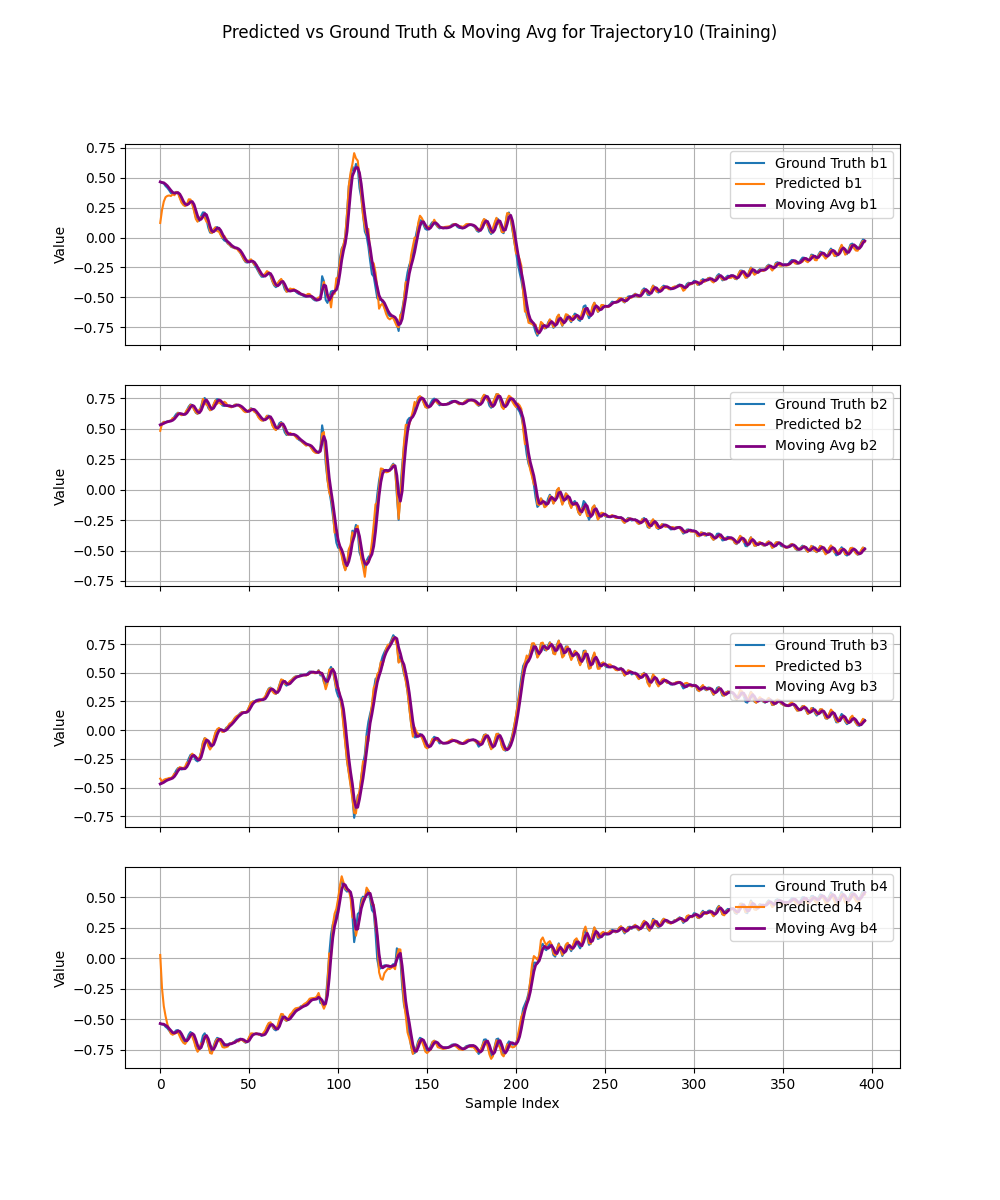 Predicted vs Ground Truth & Moving Avg for Trajectory10 (Training)
0.75
0.50
0.25
0.00
−0.25
−0.50
−0.75
Value
Ground Truth b1
Predicted b1
Moving Avg b1
0.75
0.50
0.25
0.00
−0.25
−0.50
−0.75
Value
Ground Truth b2
Predicted b2
Moving Avg b2
0.75
0.50
0.25
0.00
−0.25
−0.50
−0.75
Value
Ground Truth b3
Predicted b3
Moving Avg b3
0.50
0.25
0.00
−0.25
−0.50
−0.75
Value
Ground Truth b4
Predicted b4
Moving Avg b4
0 50 100 150 200 250 300 350 400
Sample Index